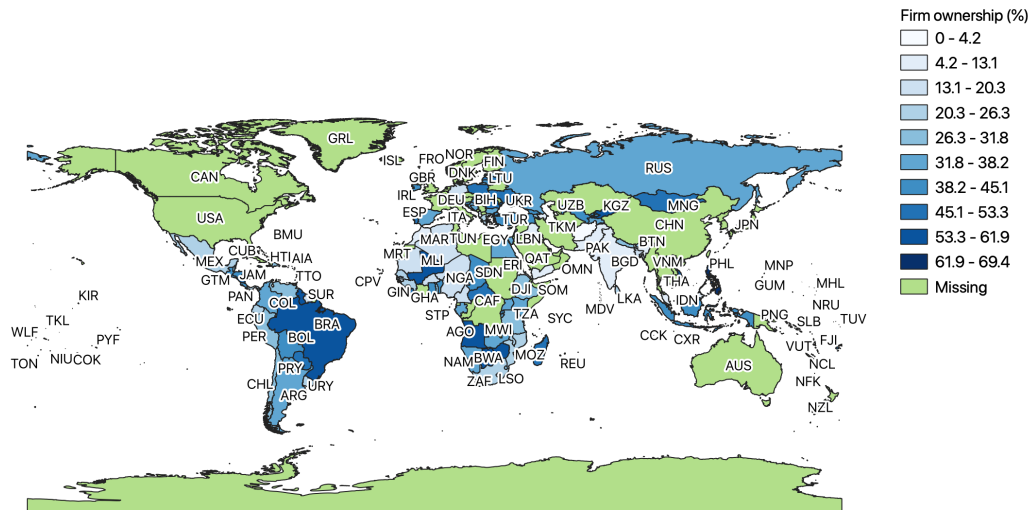 Firm ownership (%)
0 - 4.2
4.2 - 13.1
13.1 - 20.3
20.3 - 26.3
26.3 - 31.8
31.8 - 38.2
38.2 - 45.1
45.1 - 53.3
53.3 - 61.9
61.9 - 69.4
Missing
GRL
ISL FRO NOR FIN
RUS
CAN
GBR DNK LTU
IRL DEU BIH UKR UZB KGZ MNG
USA
ESP ITA TUR TKM CHN JPN
BMU
MAR TUN EGY LBN PAK BTN
CUB HTI AIA
MEX JAM TTO
MRT MLI QAT BGD VNM PHL MNP
GTM CPV NGA SDN ERI OMN THA GUM
PAN SUR GIN GHA CAF DJI SOM LKA IDN MHL
KIR COL STP MDV NRU
TKL ECU BRA TZA SYC PNG SLB TUV
WLF PYF PER BOL AGO MWI CCK CXR VUT FJI
TON NIU COK PRY NAM BWA MOZ REU AUS NCL
CHL URY ZAF LSO NFK
ARG NZL